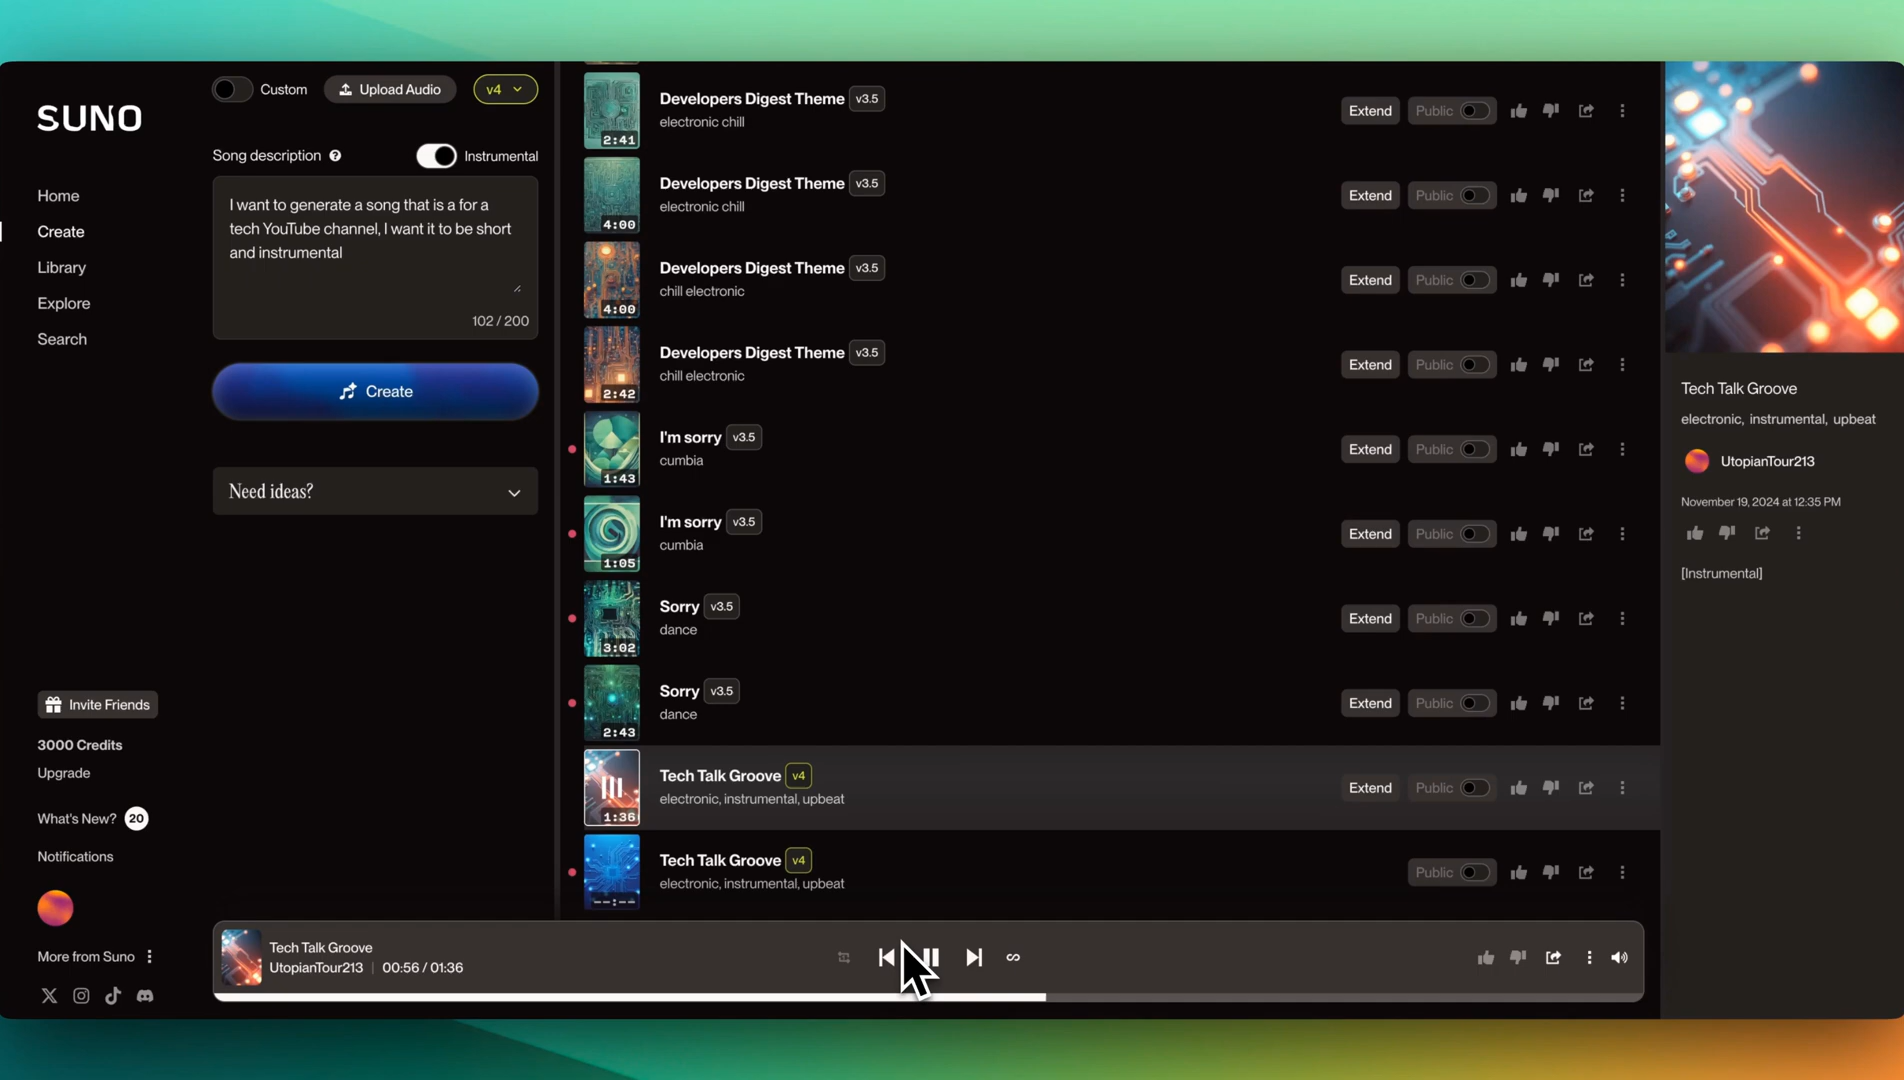 SUNO
Home
Create
Library
Explore
Search
Invite Friends
3000 Credits
Upgrade
What's New? 20
Notifications
More from Suno
Custom
Upload Audio
v4
Song description ?
Instrumental
I want to generate a song that is a for a
tech YouTube channel, I want it to be short
and instrumental
102 / 200
Create
Need ideas?
2:41
Developers Digest Theme v3.5
electronic chill
Extend
Public
4:00
Developers Digest Theme v3.5
electronic chill
Extend
Public
4:00
Developers Digest Theme v3.5
chill electronic
Extend
Public
2:42
Developers Digest Theme v3.5
chill electronic
Extend
Public
1:43
I'm sorry v3.5
cumbia
Extend
Public
1:05
I'm sorry v3.5
cumbia
Extend
Public
3:02
Sorry v3.5
dance
Extend
Public
2:43
Sorry v3.5
dance
Extend
Public
1:36
Tech Talk Groove v4
electronic, instrumental, upbeat
Extend
Public
--:--
Tech Talk Groove v4
electronic, instrumental, upbeat
Public
Tech Talk Groove
electronic, instrumental, upbeat
UtopianTour213
November 19, 2024 at 12:35 PM
[Instrumental]
Tech Talk Groove
UtopianTour213 | 00:56 / 01:36